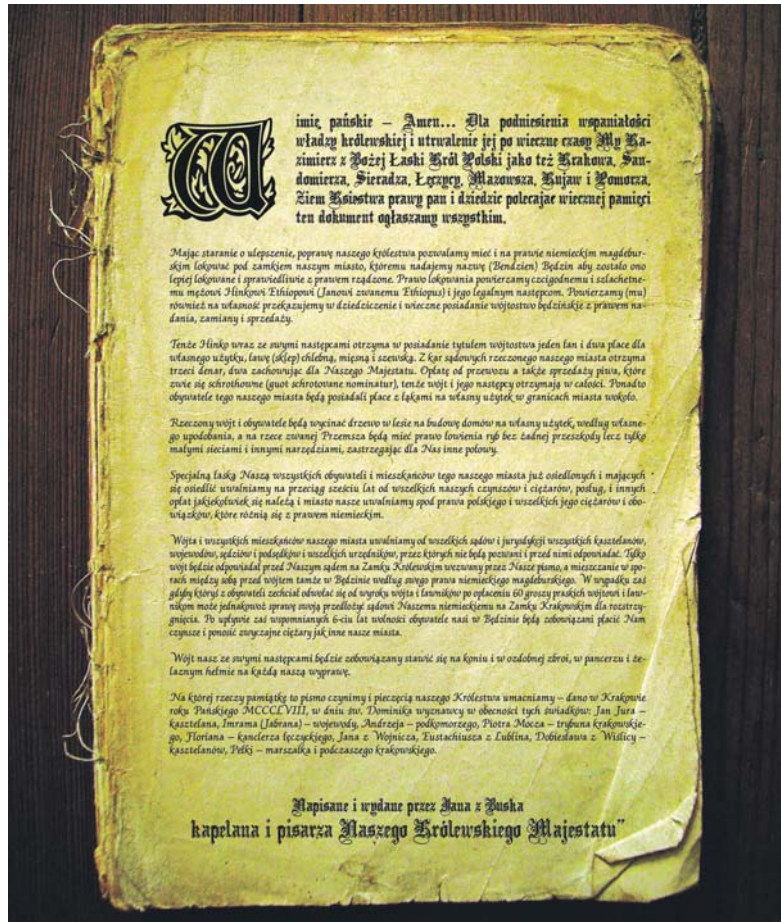 W imię pańskie – Amen... Dla podniesienia wspaniałości
władzy królewskiej i utrwalenie jej po wieczne czasy My Ka-
zimierz z Bożej Łaski Król Polski jako też Krakowa, San-
domierza, Sieradza, Łęczycy, Mazowsza, Kujaw i Pomorza,
Ziem Księstwa prawy pan i dziedzic polecając wiecznej pamięci
ten dokument ogłaszamy wszystkim.
Mając staranie o ulepszenie, poprawę naszego królestwa pozwalamy mieć i na prawie niemieckim magdebur-
skim lokować pod zamkiem naszym miasto, któremu nadajemy nazwę (Bendzien) Będzin aby zostało ono
lepiej lokowane i sprawiedliwie z prawem rządzone. Prawo lokowania powierzamy czcigodnemu i szlachetne-
mu mężowi Hinkowi Ethiopowi (Janowi zwanemu Ethiopus) i jego legalnym następcom. Powierzamy (mu)
również na własność przekazujemy w dziedziczenie i wieczne posiadanie wójtostwo będzińskie z prawem na-
dania, zamiany i sprzedaży.
Tenże Hinko wraz ze swymi następcami otrzyma w posiadanie tytułem wójtostwa jeden łan i dwa place dla
własnego użytku, ławę (sklep) chlebną, mięsną i szewską. Z kar sądowych rzeczonego naszego miasta otrzyma
trzeci denar, dwa zachowując dla Naszego Majestatu. Opłatę od przewozu a także sprzedaży piwa, które
zwie się schrothowne (quot schrotovane nominatur), tenże wójt i jego następcy otrzymają w całości. Ponadto
obywatele tego naszego miasta będą posiadali place z łąkami na własny użytek w granicach miasta wokoło.
Rzeczony wójt i obywatele będą wycinać drzewo w lesie na budowę domów na własny użytek, według własne-
go upodobania, a na rzece zwanej Przemsza będą mieć prawo łowienia ryb bez żadnej przeszkody lecz tylko
małymi sieciami i innymi narzędziami, zastrzegając dla Nas inne połowy.
Specjalną łaską Naszą wszystkich obywateli i mieszkańców tego naszego miasta już osiedlonych i mających
się osiedlić uwalniamy na przeciąg sześciu lat od wszelkich naszych czynszów i ciężarów, posług, i innych
opłat jakiekolwiek się należą i miasto nasze uwalniamy spod prawa polskiego i wszelkich jego ciężarów i obo-
wiązków, które różnią się z prawem niemieckim.
Wójta i wszystkich mieszkańców naszego miasta uwalniamy od wszelkich sądów i jurysdykcji wszystkich kasztelanów,
wojewodów, sędziów i podsędków i wszelkich urzędników, przez których nie będą pozwani i przed nimi odpowiadać. Tylko
wójt będzie odpowiadał przed Naszym sądem na Zamku Królewskim wezwany przez Nasze pismo, a mieszczanie w spo-
rach między sobą przed wójtem tamże w Będzinie według swego prawa niemieckiego magdeburskiego. W wypadku zaś
gdyby któryś z obywateli zechciał odwołać się od wyroku wójta i ławników po opłaceniu 60 groszy praskich wójtowi i ław-
nikom może jednakowoż sprawę swoją przedłożyć sądowi Naszemu niemieckiemu na Zamku Krakowskim dla rozstrzy-
gnięcia. Po upływie zaś wspomnianych 6-ciu lat wolności obywatele nasi w Będzinie będą zobowiązani płacić Nam
czynsze i ponosić zwyczajne ciężary jak inne nasze miasta.
Wójt nasz ze swymi następcami będzie zobowiązany stawić się na koniu i w ozdobnej zbroi, w pancerzu i że-
laznym hełmie na każdą naszą wyprawę.
Na której rzeczy pamiątkę to pismo czynimy i pieczęcią naszego Królestwa umacniamy – dano w Krakowie
roku Pańskiego MCCCLVIII, w dniu św. Dominika wyznawcy w obecności tych świadków: Jan Jura –
kasztelana, Imrama (Jabrana) – wojewody, Andrzeja – podkomorzego, Piotra Mocza – trybuna krakowskie-
go, Floriana – kanclerza łęczyckiego, Jana z Wojnicza, Eustachiusza z Lublina, Dobiesława z Wiślicy –
kasztelanów, Pełki – marszałka i podczaszego krakowskiego.
Napisane i wydane przez Jana z Buska
kapelana i pisarza Naszego Królewskiego Majestatu”